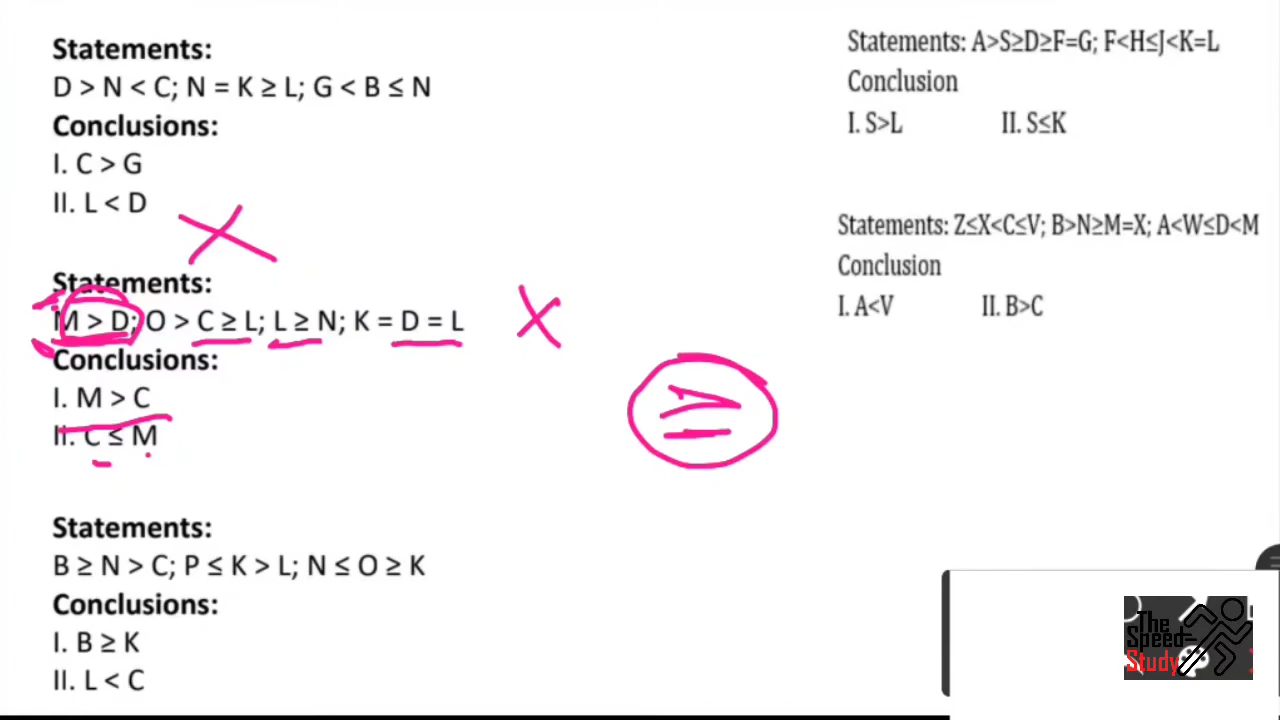 Statements:
D > N < C; N = K ≥ L; G < B ≤ N
Conclusions:
I. C > G
II. L < D
Statements:
M > D; O > C ≥ L; L ≥ N; K = D = L
Conclusions:
I. M > C
II. C ≤ M
≥
Statements:
B ≥ N > C; P ≤ K > L; N ≤ O ≥ K
Conclusions:
I. B ≥ K
II. L < C
Statements: A>S≥D≥F=G; F<H≤J<K=L
Conclusion
I. S>L II. S≤K
Statements: Z≤X<C≤V; B>N≥M=X; A<W≤D<M
Conclusion
I. A<V II. B>C
The
Speed
Study